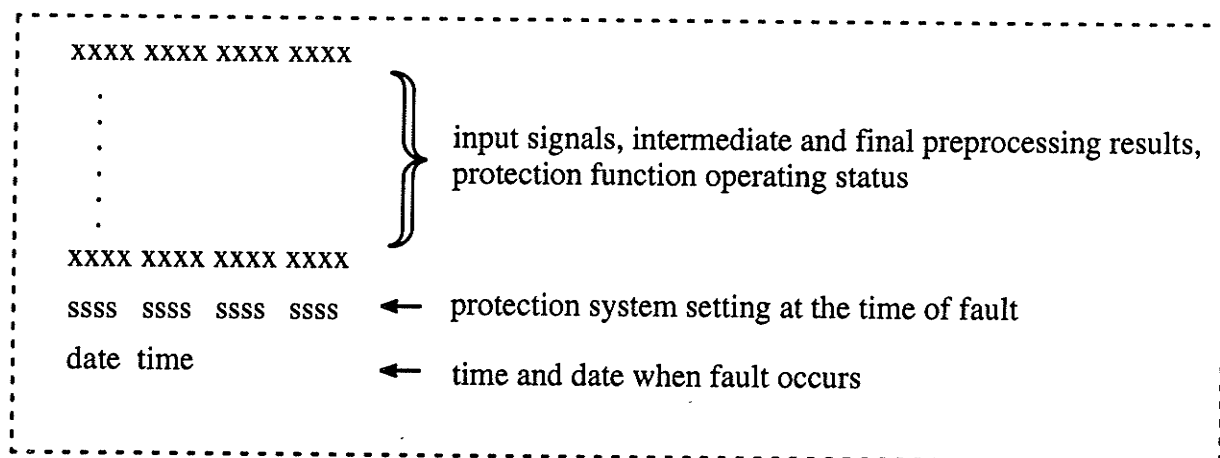 xxxx xxxx xxxx xxxx
.
.
.
.
.
.
input signals, intermediate and final preprocessing results,
protection function operating status
xxxx xxxx xxxx xxxx
ssss ssss ssss ssss
protection system setting at the time of fault
date time
time and date when fault occurs